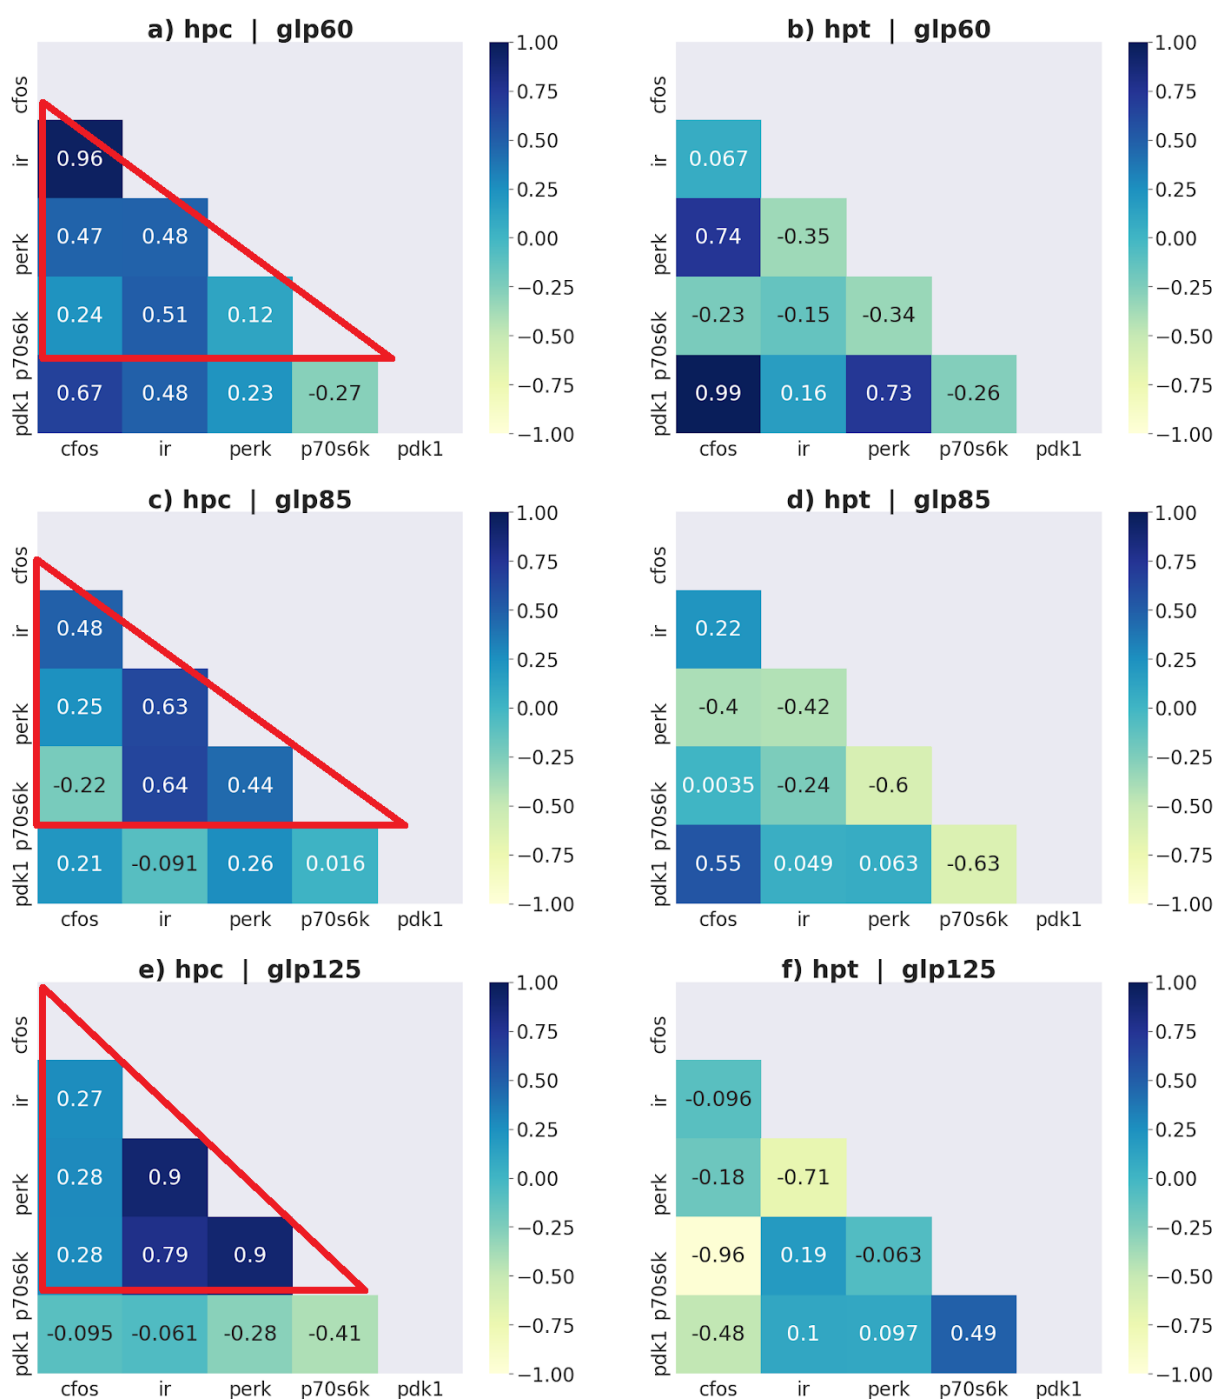 a) hpc | glp60
cfos
ir
perk
p70s6k
pdk1
0.96
0.47 0.48
0.24 0.51 0.12
0.67 0.48 0.23 -0.27
cfos ir perk p70s6k pdk1
1.00
0.75
0.50
0.25
0.00
−0.25
−0.50
−0.75
−1.00
b) hpt | glp60
cfos
ir
perk
p70s6k
pdk1
0.067
0.74 -0.35
-0.23 -0.15 -0.34
0.99 0.16 0.73 -0.26
cfos ir perk p70s6k pdk1
1.00
0.75
0.50
0.25
0.00
−0.25
−0.50
−0.75
−1.00
c) hpc | glp85
cfos
ir
perk
p70s6k
pdk1
0.48
0.25 0.63
-0.22 0.64 0.44
0.21 -0.091 0.26 0.016
cfos ir perk p70s6k pdk1
1.00
0.75
0.50
0.25
0.00
−0.25
−0.50
−0.75
−1.00
d) hpt | glp85
cfos
ir
perk
p70s6k
pdk1
0.22
-0.4 -0.42
0.0035 -0.24 -0.6
0.55 0.049 0.063 -0.63
cfos ir perk p70s6k pdk1
1.00
0.75
0.50
0.25
0.00
−0.25
−0.50
−0.75
−1.00
e) hpc | glp125
cfos
ir
perk
p70s6k
pdk1
0.27
0.28 0.9
0.28 0.79 0.9
-0.095 -0.061 -0.28 -0.41
cfos ir perk p70s6k pdk1
1.00
0.75
0.50
0.25
0.00
−0.25
−0.50
−0.75
−1.00
f) hpt | glp125
cfos
ir
perk
p70s6k
pdk1
-0.096
-0.18 -0.71
-0.96 0.19 -0.063
-0.48 0.1 0.097 0.49
cfos ir perk p70s6k pdk1
1.00
0.75
0.50
0.25
0.00
−0.25
−0.50
−0.75
−1.00